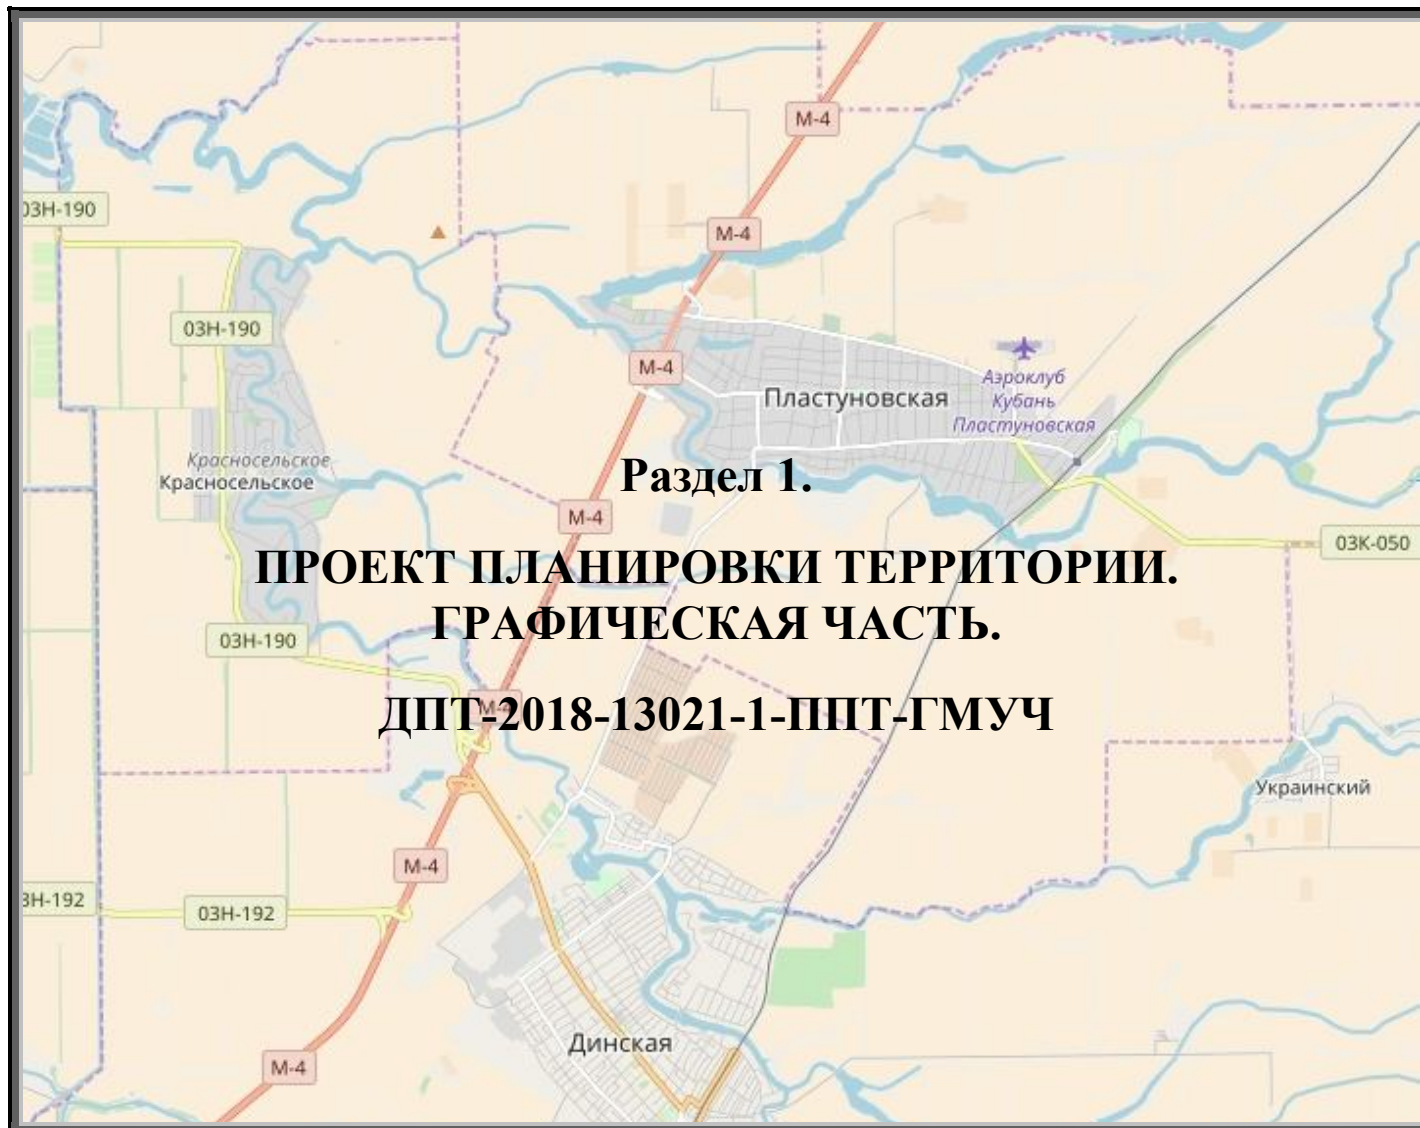 М-4
03Н-190
М-4
03Н-190
М-4
Аэроклуб
Кубань
Пластуновская
Пластуновская
Красносельское
Красносельское
Раздел 1.
М-4
03К-050
ПРОЕКТ ПЛАНИРОВКИ ТЕРРИТОРИИ.
ГРАФИЧЕСКАЯ ЧАСТЬ.
03Н-190
М-4
ДПТ-2018-13021-1-ППТ-ГМУЧ
Украинский
М-4
3Н-192
03Н-192
Динская
М-4